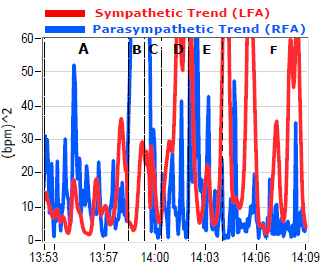 Sympathetic Trend (LFA)
Parasympathetic Trend (RFA)
60
A B C D E F
50
40
30
20
10
0
(bpm)^2
13:53 13:57 14:00 14:03 14:06 14:09